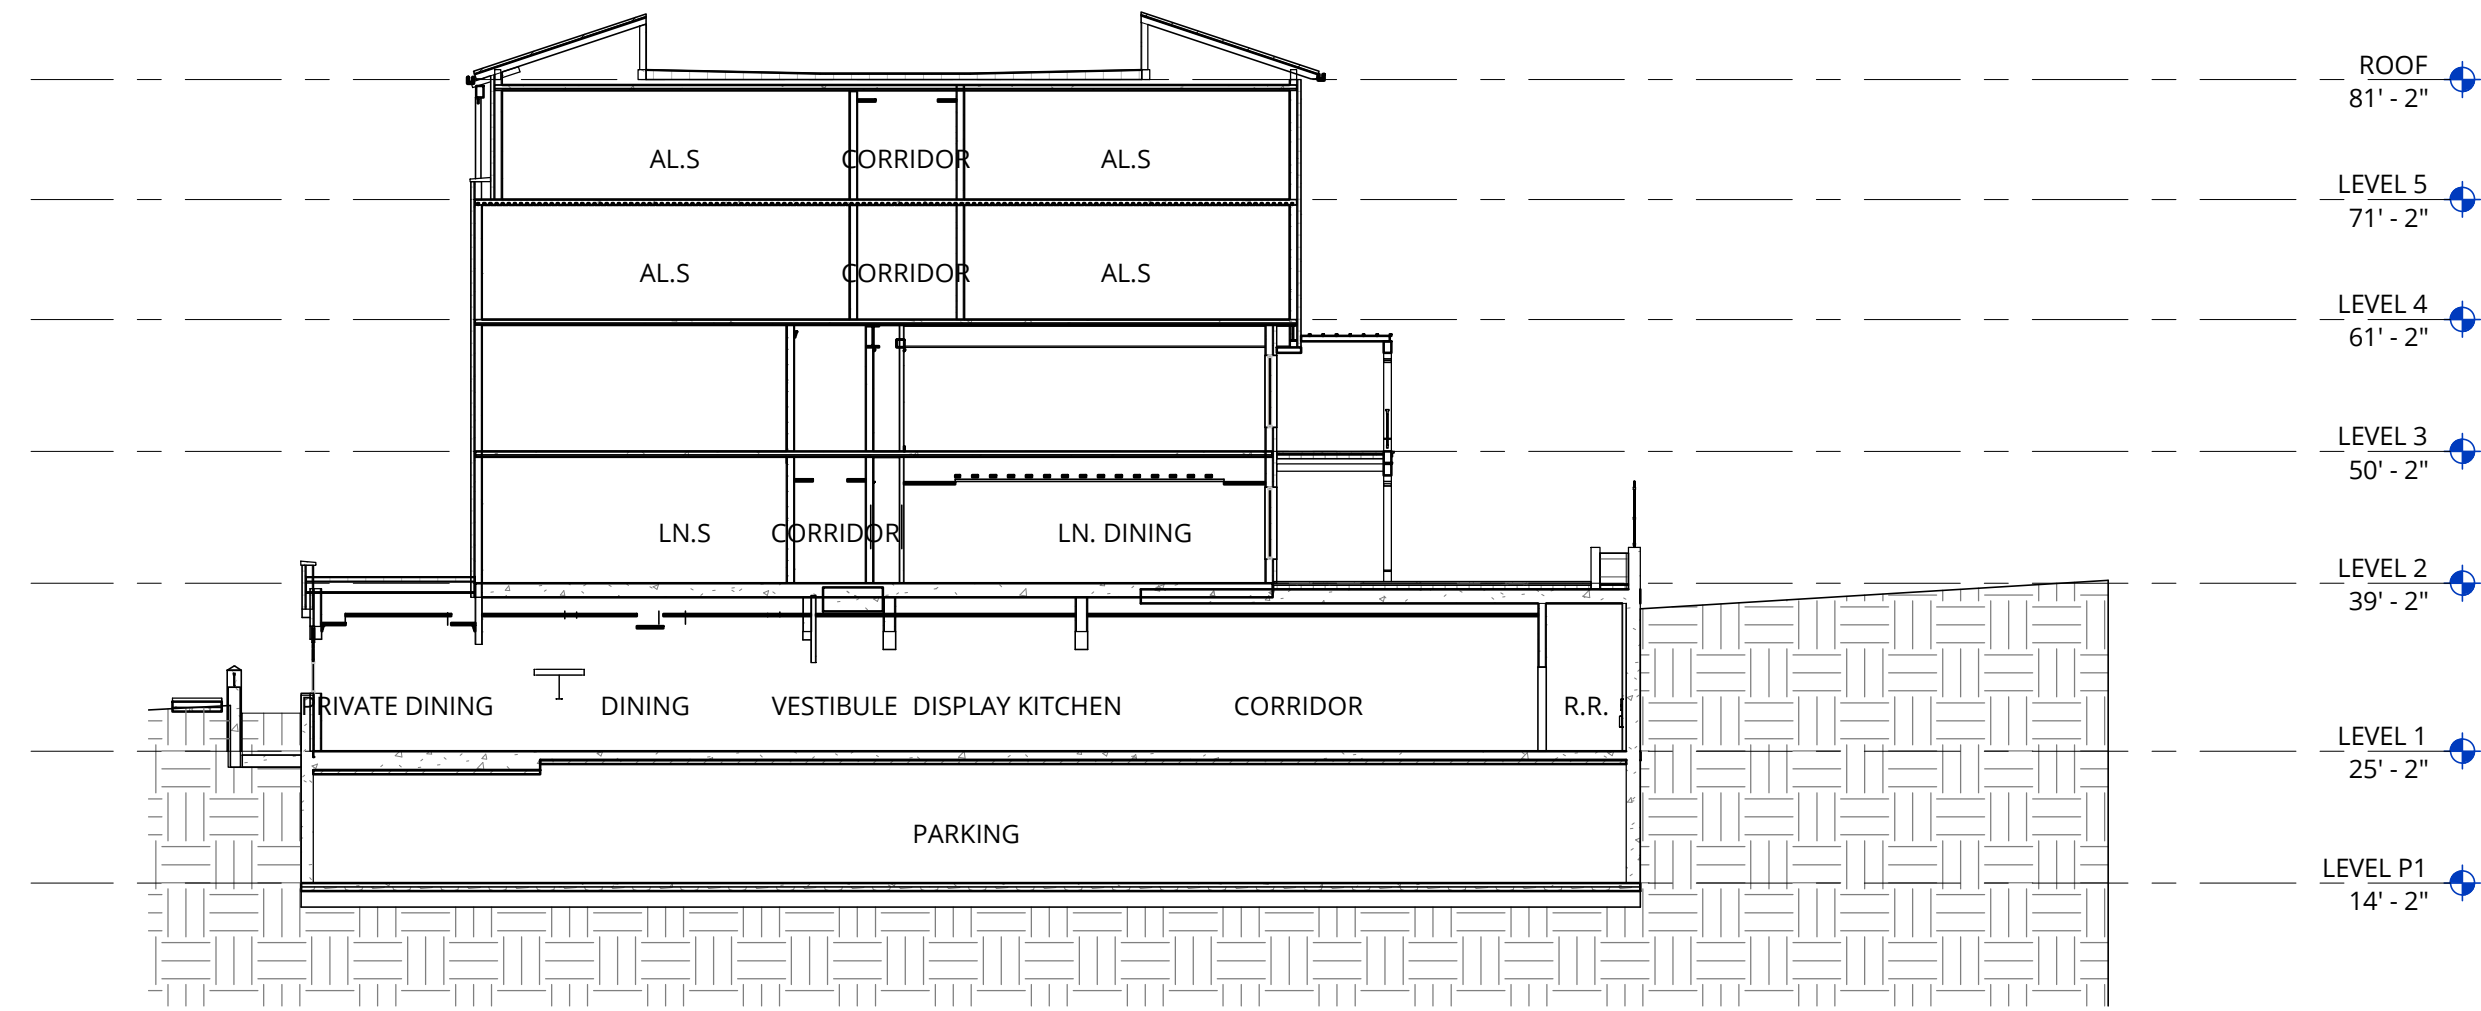 ROOF
81' - 2"
AL.S CORRIDOR AL.S
LEVEL 5
71' - 2"
AL.S CORRIDOR AL.S
LEVEL 4
61' - 2"
LEVEL 3
50' - 2"
LN.S CORRIDOR LN. DINING
LEVEL 2
39' - 2"
PRIVATE DINING DINING VESTIBULE DISPLAY KITCHEN CORRIDOR R.R.
LEVEL 1
25' - 2"
PARKING
LEVEL P1
14' - 2"